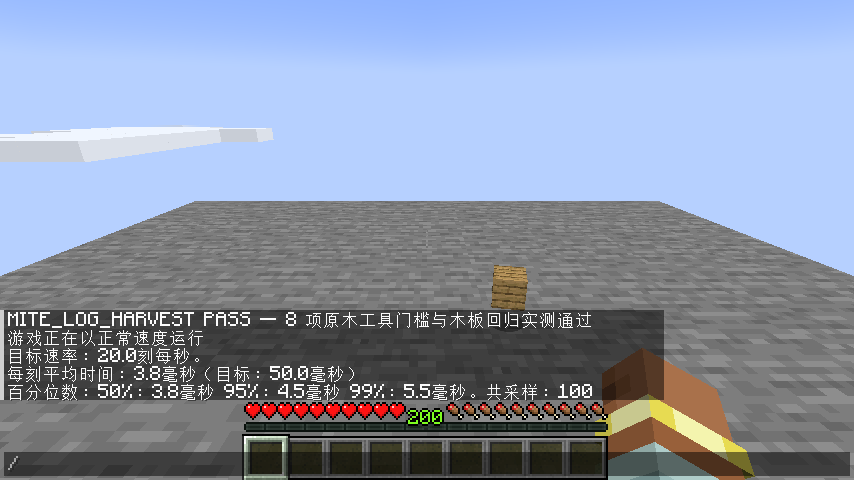 MITE_LOG_HARVEST PASS — 8 项原木工具门槛与木板回归实测通过
游戏正在以正常速度运行
目标速率：20.0刻每秒。
每刻平均时间：3.8毫秒（目标：50.0毫秒）
百分位数：50%：3.8毫秒 95%：4.5毫秒 99%：5.5毫秒。共采样：100
200
/